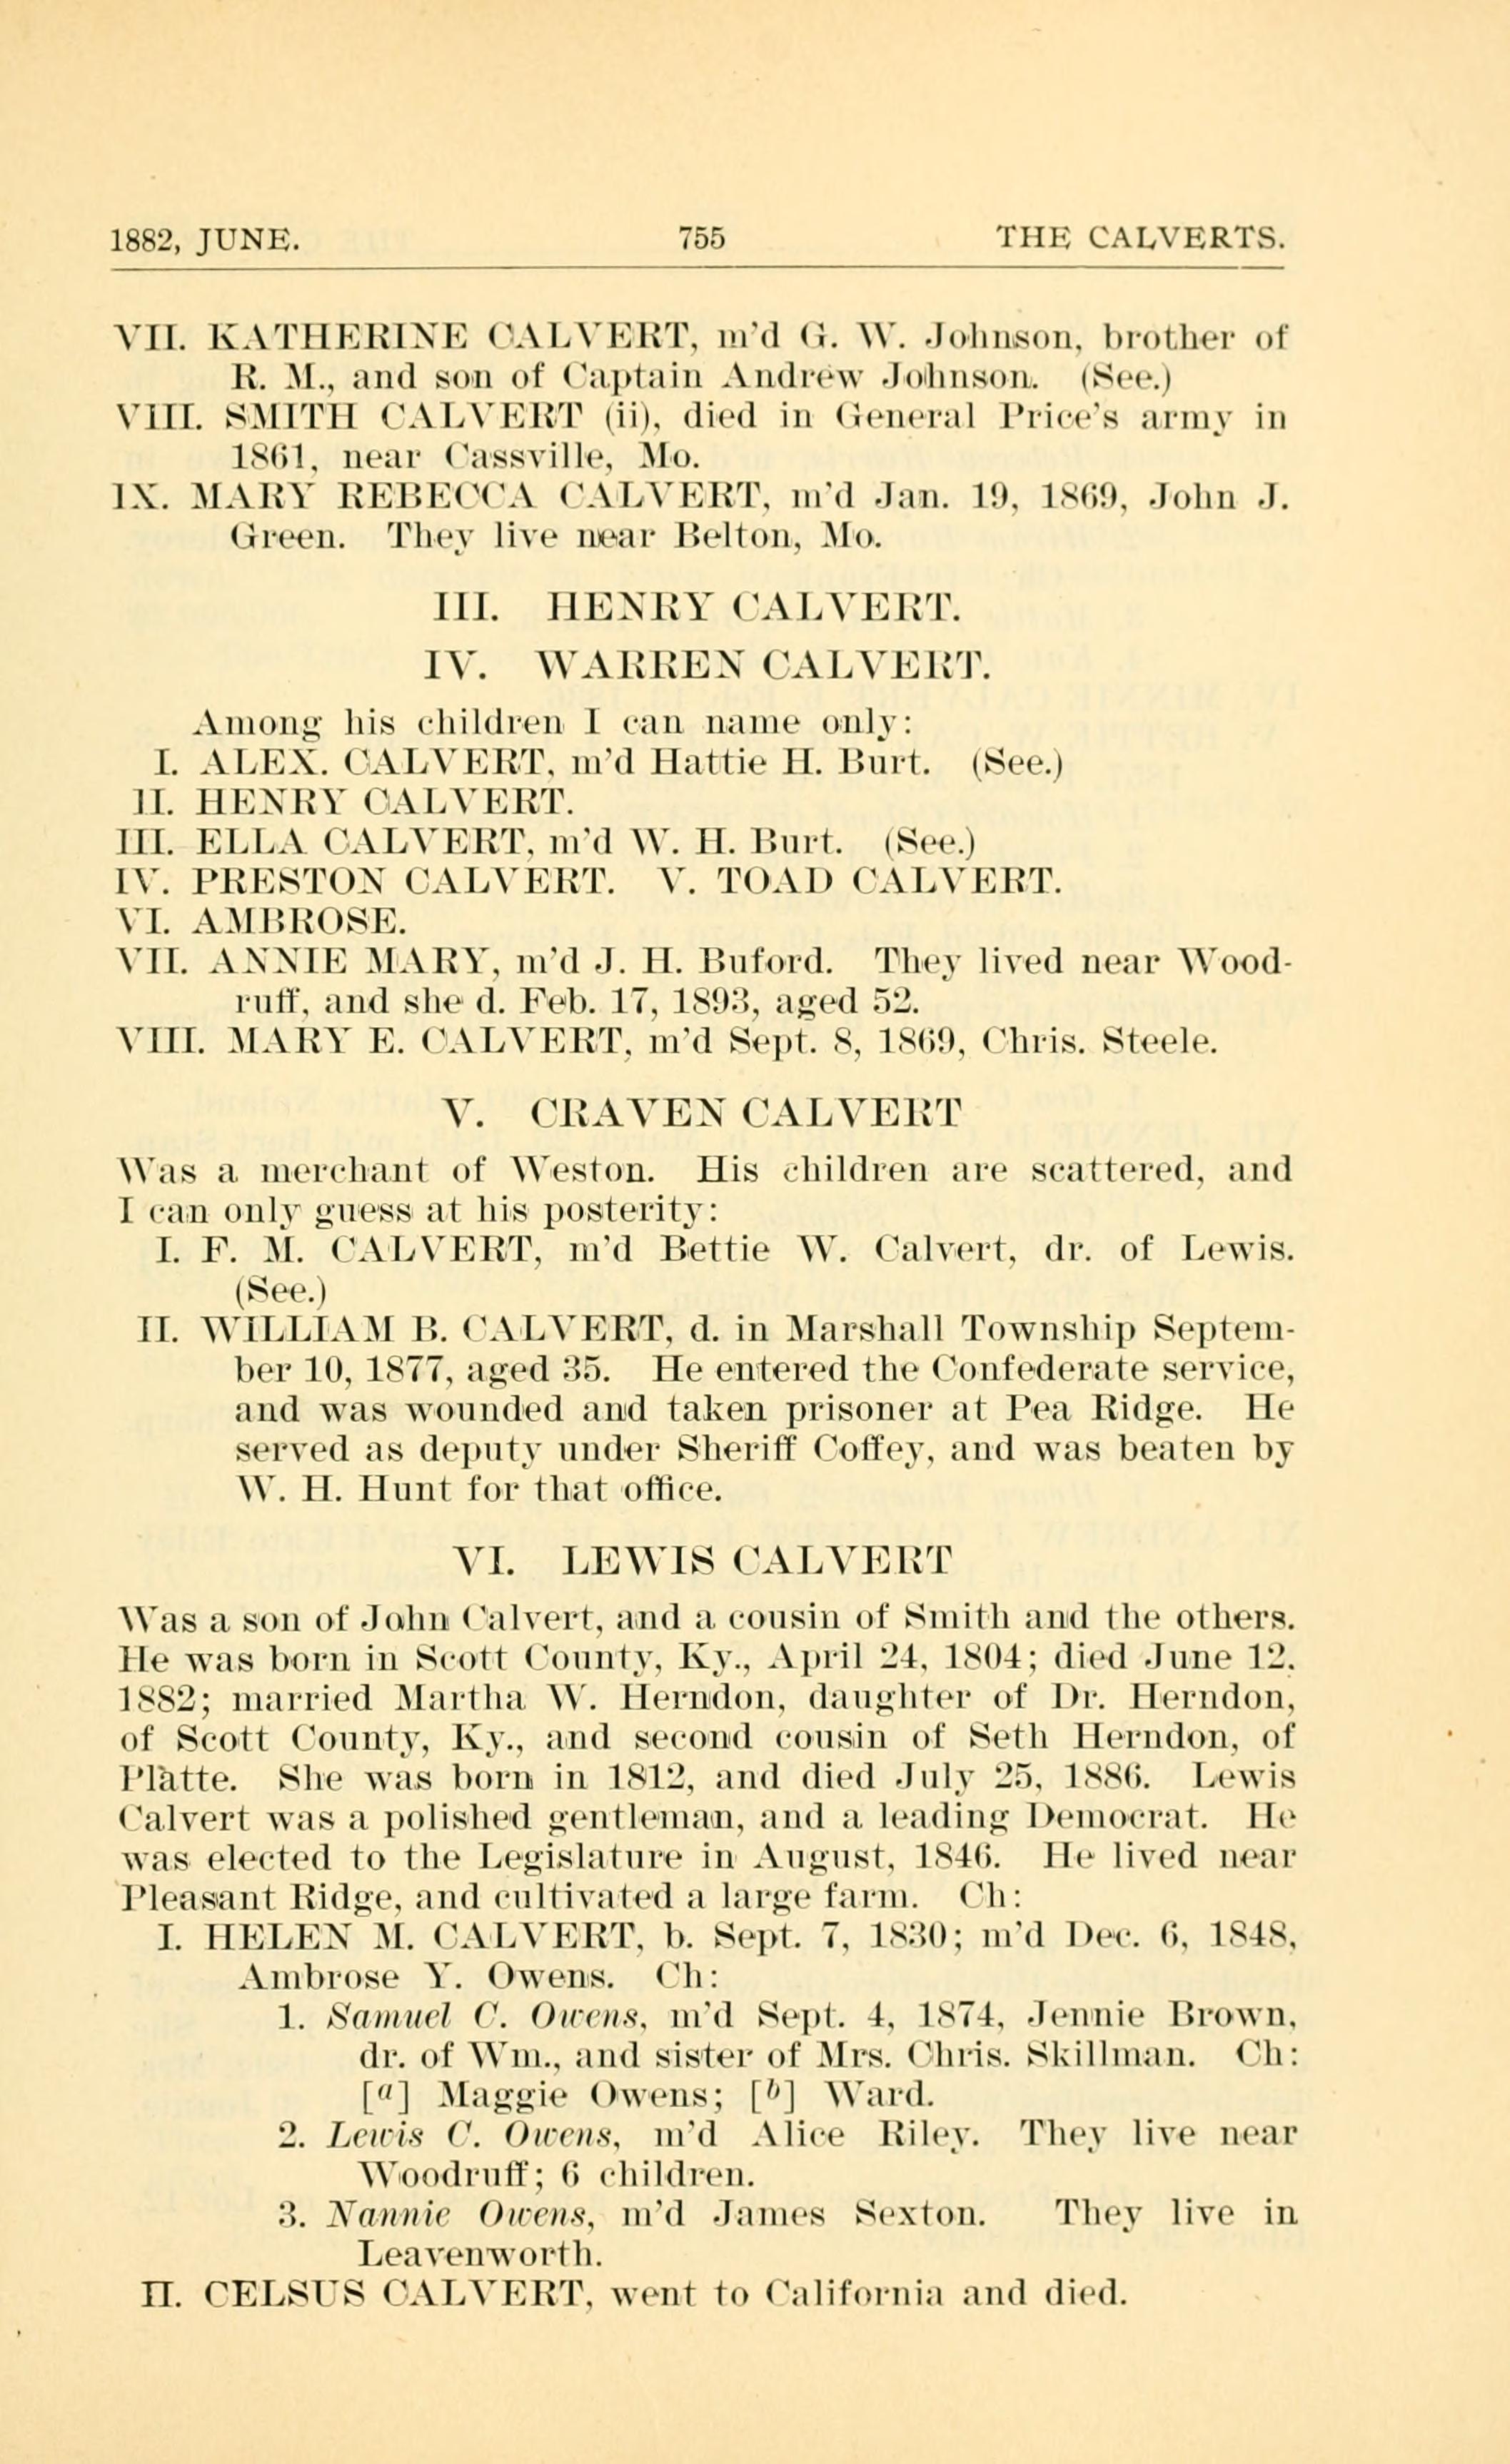 1882, JUNE. 755 THE CALVERTS.
VII. KATHERINE CALVERT, m'd G. W. Johnson, brother of
R. M., and son of Captain Andrew Johnson. (See.)
VIII. SMITH CALVERT (ii), died in General Price's army in
1861, near Cassville, Mo.
IX. MARY REBECCA CALVERT, m'd Jan. 19, 1869, John J.
Green. They live near Belton, Mo.
III. HENRY CALVERT.
IV. WARREN CALVERT.
Among his children I can name only:
I. ALEX. CALVERT, m'd Hattie H. Burt. (See.)
II. HENRY CALVERT.
III. ELLA CALVERT, m'd W. H. Burt. (See.)
IV. PRESTON CALVERT. V. TOAD CALVERT.
VI. AMBROSE.
VII. ANNIE MARY, m'd J. H. Buford. They lived near Wood-
ruff, and she d. Feb. 17, 1893, aged 52.
VIII. MARY E. CALVERT, m'd Sept. 8, 1869, Chris. Steele.
V. CRAVEN CALVERT
Was a merchant of Weston. His children are scattered, and
I can only guess at his posterity:
I. F. M. CALVERT, m'd Bettie W. Calvert, dr. of Lewis.
(See.)
II. WILLIAM B. CALVERT, d. in Marshall Township Septem-
ber 10, 1877, aged 35. He entered the Confederate service,
and was wounded and taken prisoner at Pea Ridge. He
served as deputy under Sheriff Coffey, and was beaten by
W. H. Hunt for that office.
VI. LEWIS CALVERT
Was a son of John Calvert, and a cousin of Smith and the others.
He was born in Scott County, Ky., April 24, 1804; died June 12,
1882; married Martha W. Herndon, daughter of Dr. Herndon,
of Scott County, Ky., and second cousin of Seth Herndon, of
Platte. She was born in 1812, and died July 25, 1886. Lewis
Calvert was a polished gentleman, and a leading Democrat. He
was elected to the Legislature in August, 1846. He lived near
Pleasant Ridge, and cultivated a large farm. Ch:
I. HELEN M. CALVERT, b. Sept. 7, 1830; m'd Dec. 6, 1848,
Ambrose Y. Owens. Ch:
1. Samuel C. Owens, m'd Sept. 4, 1874, Jennie Brown,
dr. of Wm., and sister of Mrs. Chris. Skillman. Ch:
[a] Maggie Owens; [b] Ward.
2. Lewis C. Owens, m'd Alice Riley. They live near
Woodruff; 6 children.
3. Nannie Owens, m'd James Sexton. They live in
Leavenworth.
II. CELSUS CALVERT, went to California and died.